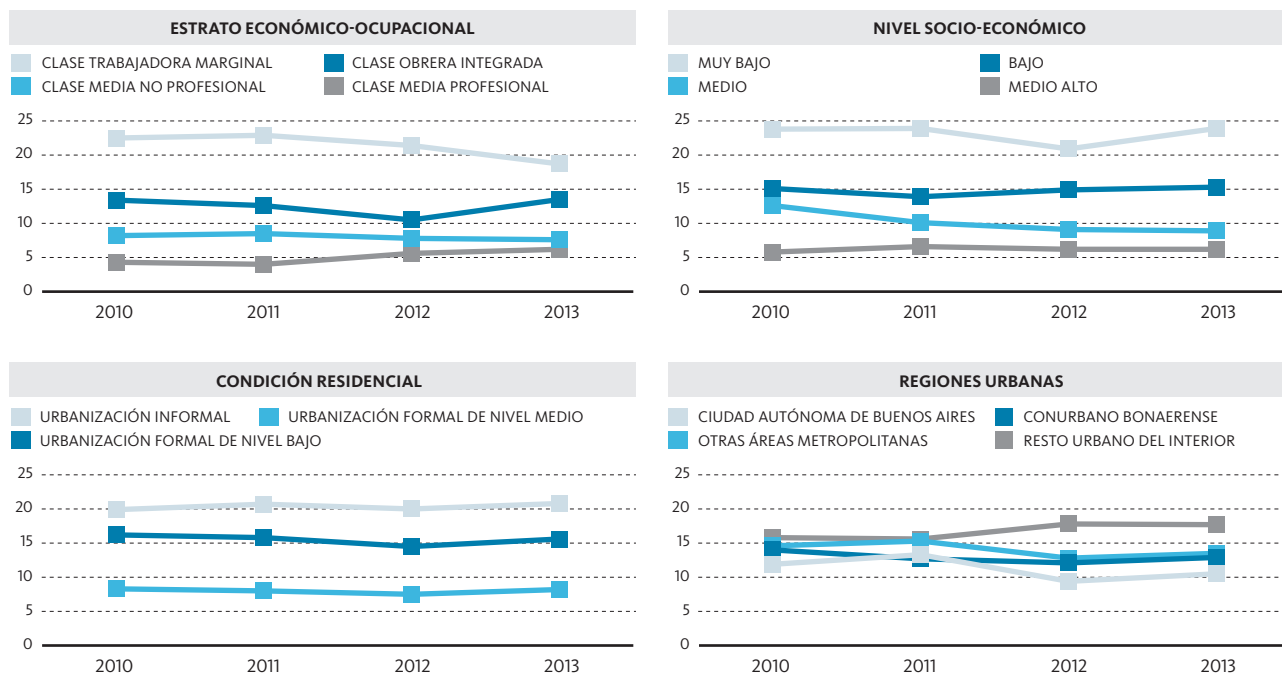 ESTRATO ECONÓMICO-OCUPACIONAL
CLASE TRABAJADORA MARGINAL
CLASE OBRERA INTEGRADA
CLASE MEDIA NO PROFESIONAL
CLASE MEDIA PROFESIONAL
25
20
15
10
5
0
2010 2011 2012 2013
NIVEL SOCIO-ECONÓMICO
MUY BAJO
BAJO
MEDIO
MEDIO ALTO
25
20
15
10
5
0
2010 2011 2012 2013
CONDICIÓN RESIDENCIAL
URBANIZACIÓN INFORMAL
URBANIZACIÓN FORMAL DE NIVEL MEDIO
URBANIZACIÓN FORMAL DE NIVEL BAJO
25
20
15
10
5
0
2010 2011 2012 2013
REGIONES URBANAS
CIUDAD AUTÓNOMA DE BUENOS AIRES
CONURBANO BONAERENSE
OTRAS ÁREAS METROPOLITANAS
RESTO URBANO DEL INTERIOR
25
20
15
10
5
0
2010 2011 2012 2013